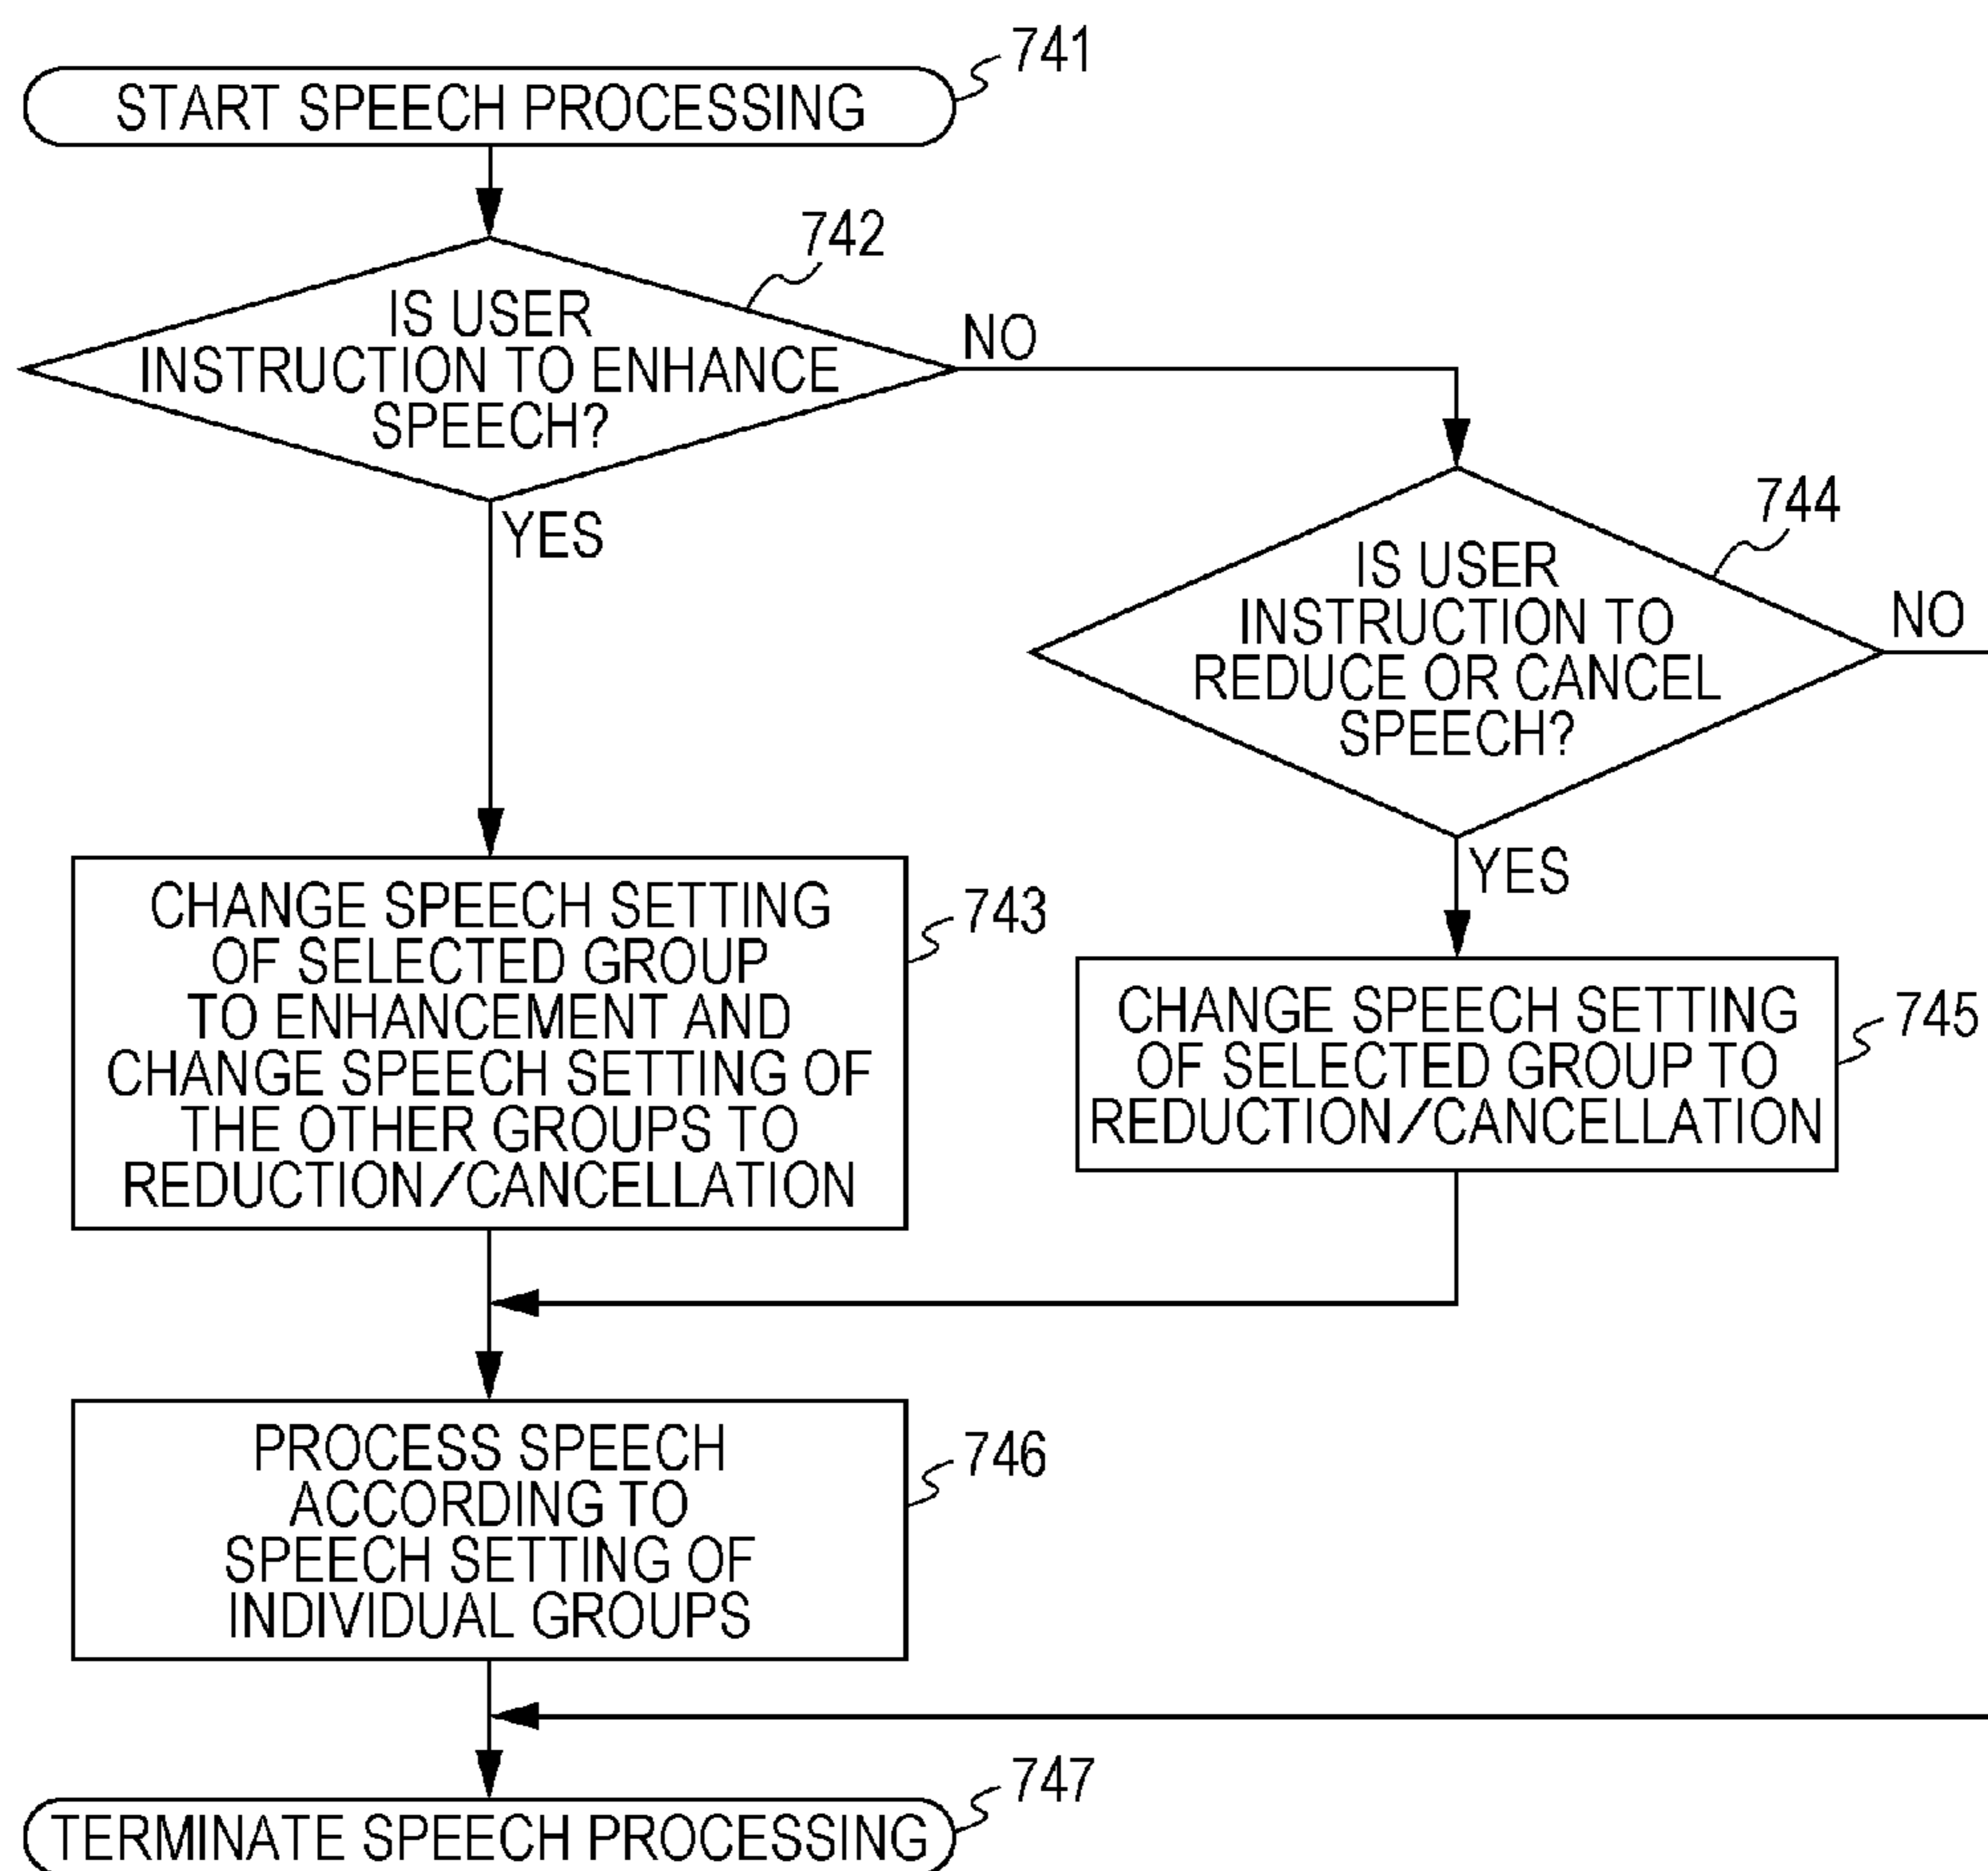 741
START SPEECH PROCESSING
742
IS USER
INSTRUCTION TO ENHANCE
SPEECH?
NO
YES
744
IS USER
INSTRUCTION TO
REDUCE OR CANCEL
SPEECH?
NO
YES
CHANGE SPEECH SETTING
OF SELECTED GROUP
TO ENHANCEMENT AND
CHANGE SPEECH SETTING OF
THE OTHER GROUPS TO
REDUCTION/CANCELLATION
743
CHANGE SPEECH SETTING
OF SELECTED GROUP TO
REDUCTION/CANCELLATION
745
PROCESS SPEECH
ACCORDING TO
SPEECH SETTING OF
INDIVIDUAL GROUPS
746
747
TERMINATE SPEECH PROCESSING